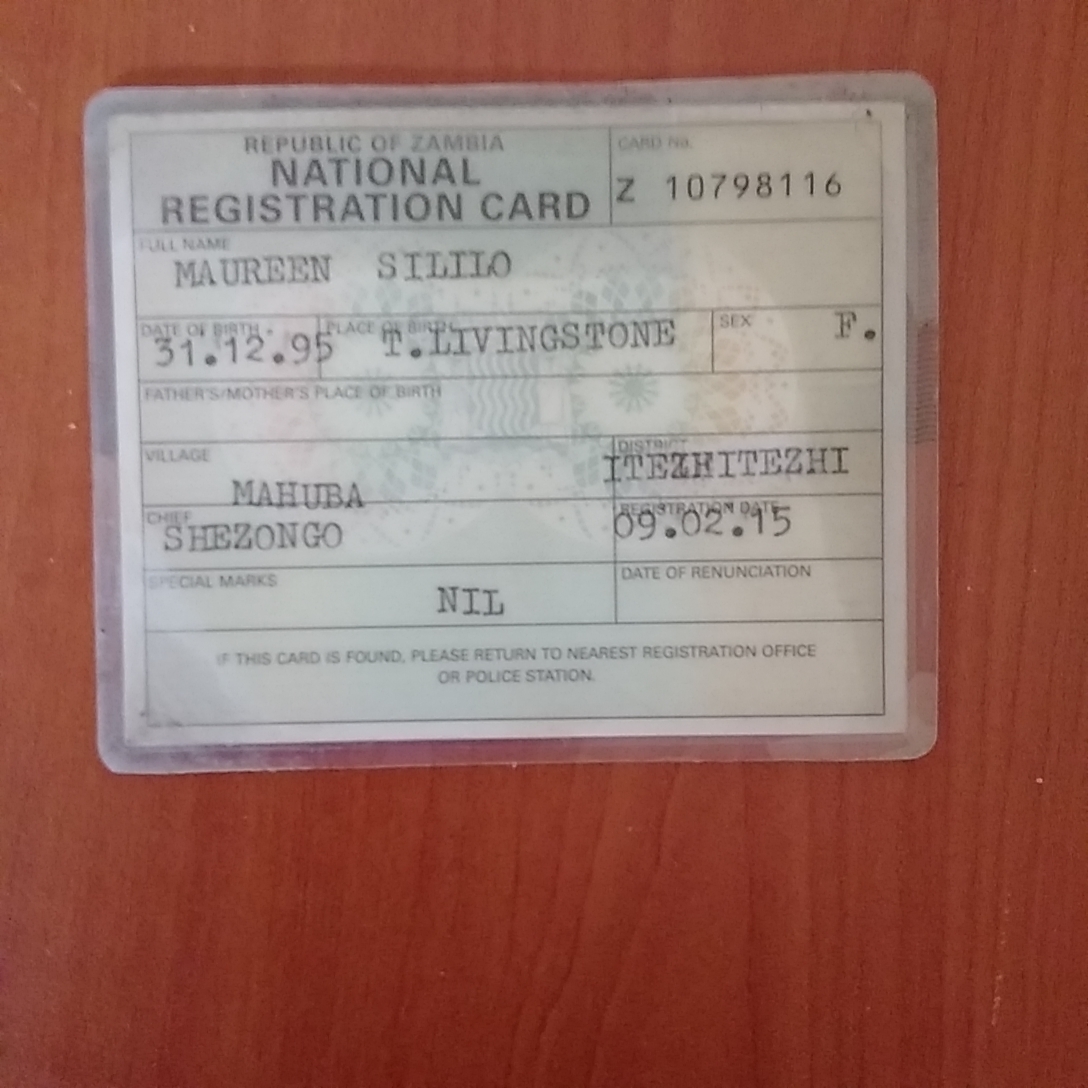 REPUBLIC OF ZAMBIA
NATIONAL
REGISTRATION CARD
CARD No.
Z 10798116
FULL NAME
MAUREEN SILILO
DATE OF BIRTH
31.12.95
PLACE OF BIRTH
T.LIVINGSTONE
SEX
F.
FATHER'S/MOTHER'S PLACE OF BIRTH
VILLAGE
MAHUBA
DISTRICT
ITEZHITEZHI
CHIEF
SHEZONGO
REGISTRATION DATE
09.02.15
SPECIAL MARKS
NIL
DATE OF RENUNCIATION
IF THIS CARD IS FOUND, PLEASE RETURN TO NEAREST REGISTRATION OFFICE
OR POLICE STATION.